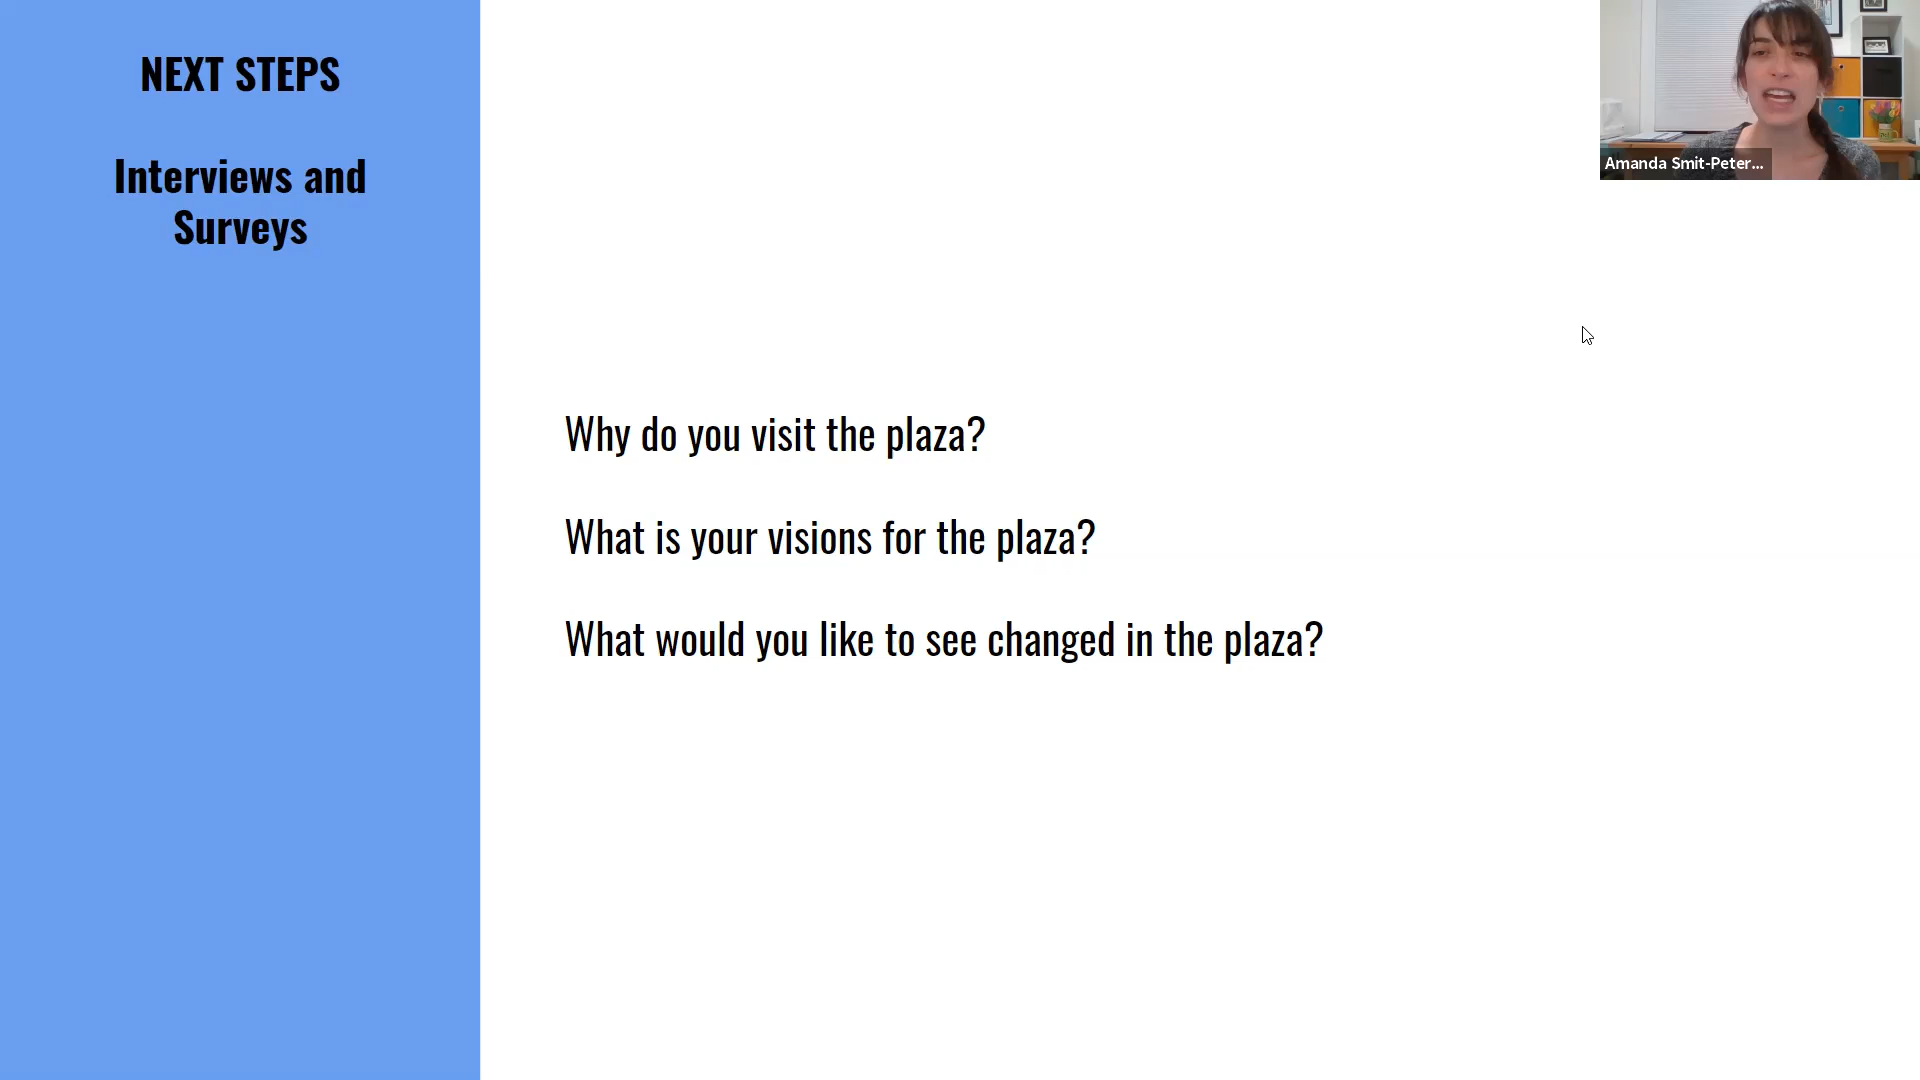 NEXT STEPS
Interviews and
Surveys
Why do you visit the plaza?
What is your visions for the plaza?
What would you like to see changed in the plaza?
Amanda Smit-Peter...